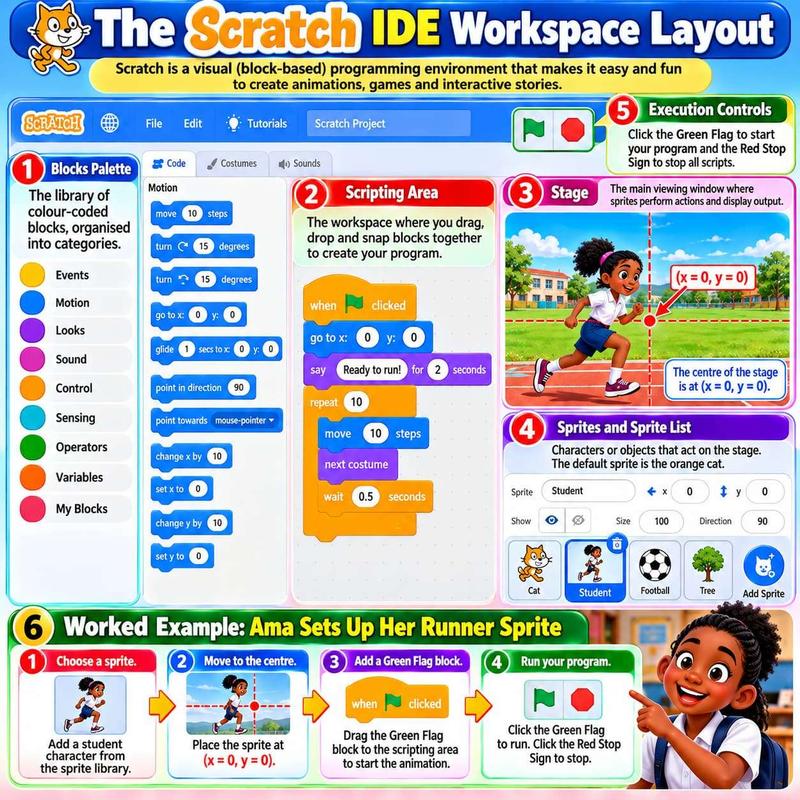 The Scratch IDE Workspace Layout
Scratch is a visual (block-based) programming environment that makes it easy and fun
to create animations, games and interactive stories.
SCRATCH
File
Edit
Tutorials
Scratch Project
5 Execution Controls
Click the Green Flag to start
your program and the Red Stop
Sign to stop all scripts.
1 Blocks Palette
The library of
colour-coded
blocks, organised
into categories.
Events
Motion
Looks
Sound
Control
Sensing
Operators
Variables
My Blocks
Code
Costumes
Sounds
Motion
move 10 steps
turn 15 degrees
turn 15 degrees
go to x: 0 y: 0
glide 1 secs to x: 0 y: 0
point in direction 90
point towards mouse-pointer
change x by 10
set x to 0
change y by 10
set y to 0
2 Scripting Area
The workspace where you drag,
drop and snap blocks together
to create your program.
when clicked
go to x: 0 y: 0
say Ready to run! for 2 seconds
repeat 10
move 10 steps
next costume
wait 0.5 seconds
3 Stage
The main viewing window where
sprites perform actions and display output.
(x = 0, y = 0)
The centre of the stage
is at (x = 0, y = 0).
4 Sprites and Sprite List
Characters or objects that act on the stage.
The default sprite is the orange cat.
Sprite Student x 0 y 0
Show Size 100 Direction 90
Cat
Student
Football
Tree
Add Sprite
6 Worked Example: Ama Sets Up Her Runner Sprite
1 Choose a sprite.
Add a student
character from
the sprite library.
2 Move to the centre.
Place the sprite at
(x = 0, y = 0).
3 Add a Green Flag block.
when clicked
Drag the Green Flag
block to the scripting area
to start the animation.
4 Run your program.
Click the Green Flag
to run. Click the Red Stop
Sign to stop.